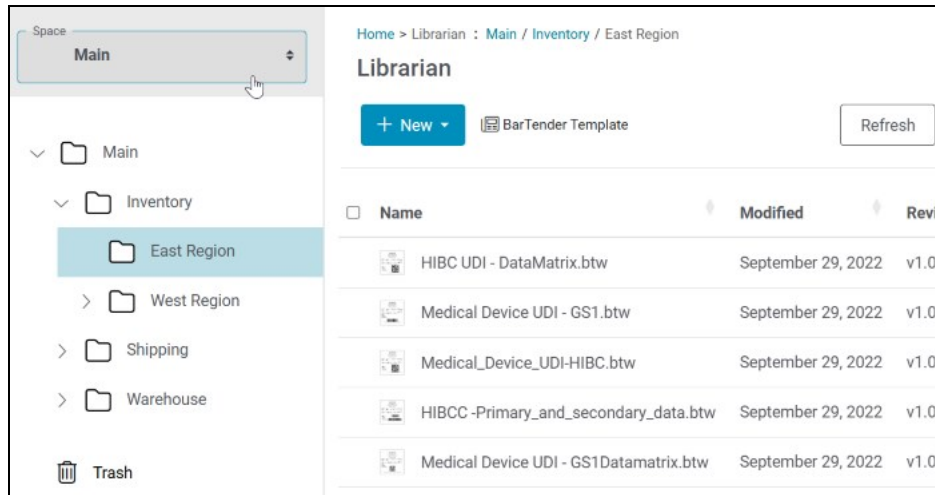 Space
Main
Main
Inventory
East Region
West Region
Shipping
Warehouse
Trash
Home > Librarian : Main / Inventory / East Region
Librarian
+ New
BarTender Template
Refresh
Name Modified Revi
HIBC UDI - DataMatrix.btw September 29, 2022 v1.0
Medical Device UDI - GS1.btw September 29, 2022 v1.0
Medical_Device_UDI-HIBC.btw September 29, 2022 v1.0
HIBCC -Primary_and_secondary_data.btw September 29, 2022 v1.0
Medical Device UDI - GS1Datamatrix.btw September 29, 2022 v1.0